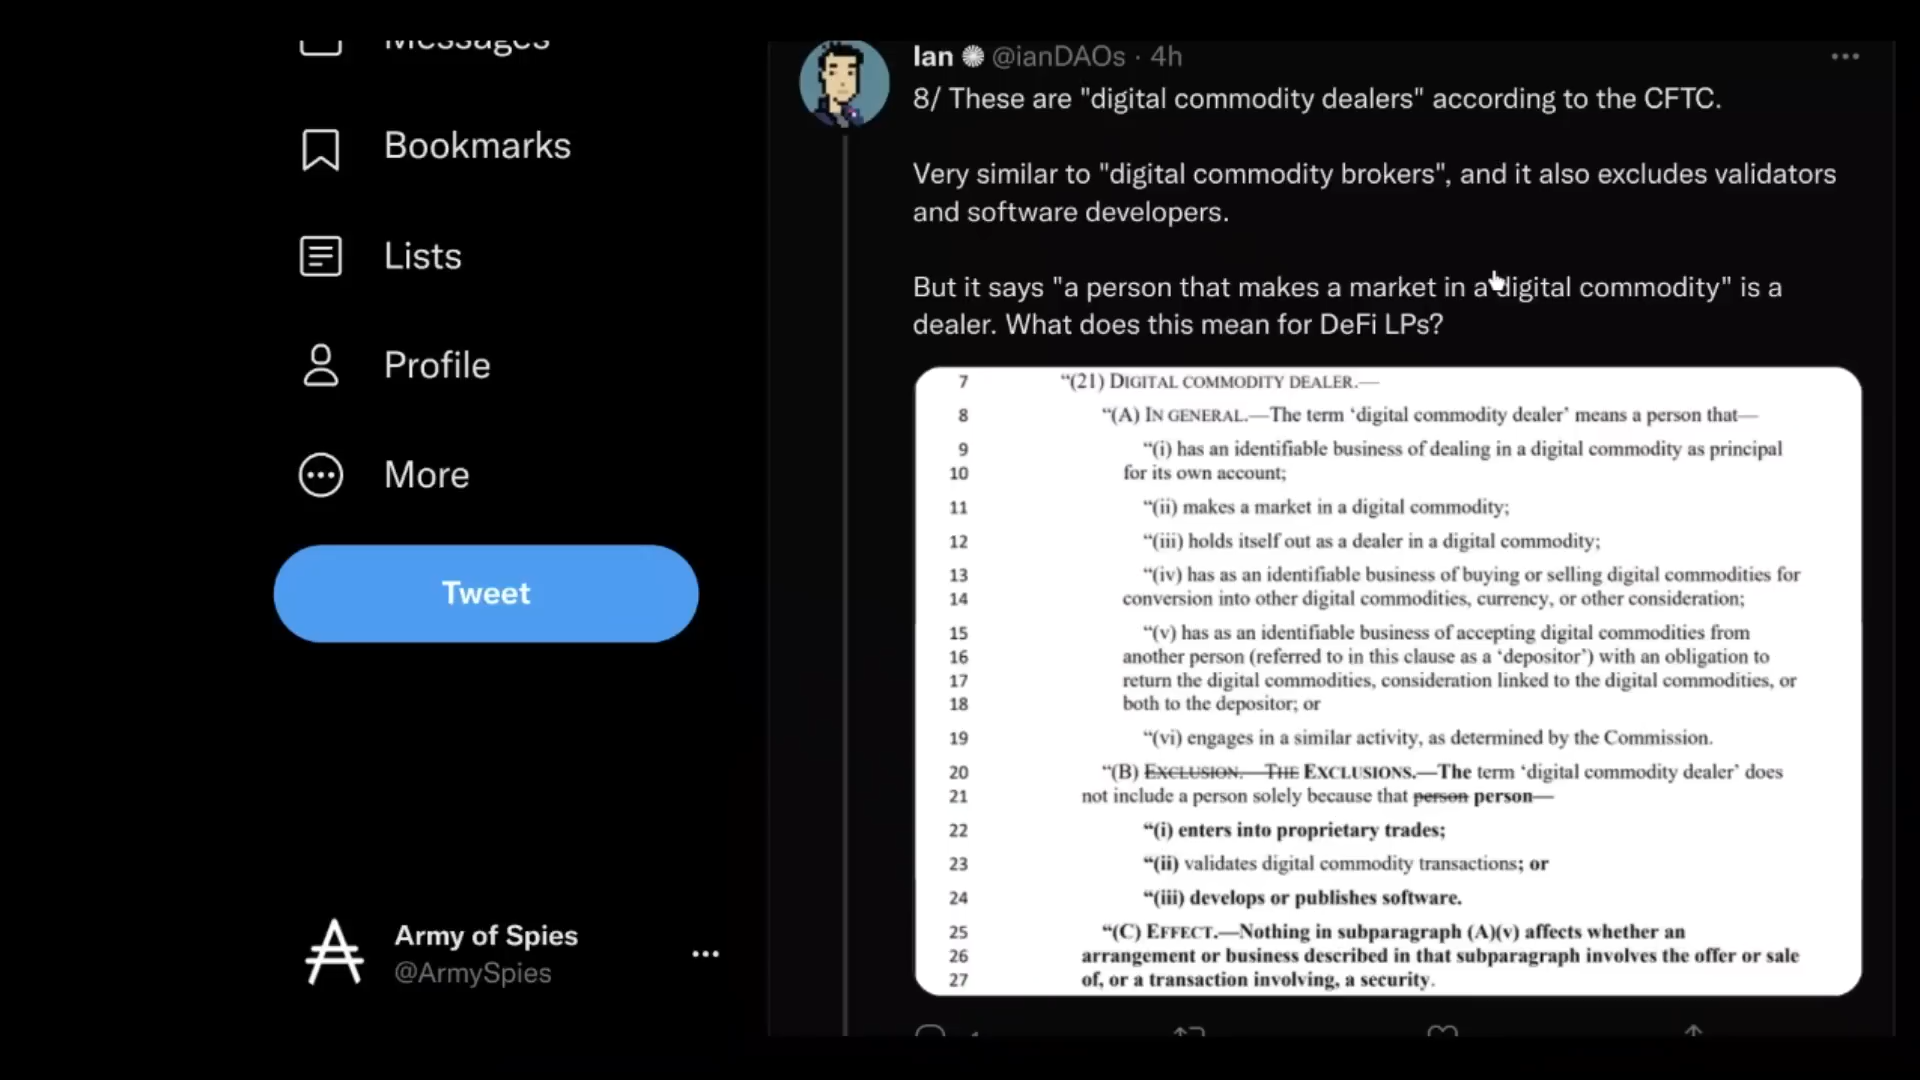 Messages
Bookmarks
Lists
Profile
More
Tweet
Army of Spies
@ArmySpies
Ian @ianDAOs · 4h
8/ These are "digital commodity dealers" according to the CFTC.
Very similar to "digital commodity brokers", and it also excludes validators
and software developers.
But it says "a person that makes a market in a digital commodity" is a
dealer. What does this mean for DeFi LPs?
7 “(21) DIGITAL COMMODITY DEALER.—
8 “(A) IN GENERAL.—The term ‘digital commodity dealer’ means a person that—
9 “(i) has an identifiable business of dealing in a digital commodity as principal
10 for its own account;
11 “(ii) makes a market in a digital commodity;
12 “(iii) holds itself out as a dealer in a digital commodity;
13 “(iv) has as an identifiable business of buying or selling digital commodities for
14 conversion into other digital commodities, currency, or other consideration;
15 “(v) has as an identifiable business of accepting digital commodities from
16 another person (referred to in this clause as a ‘depositor’) with an obligation to
17 return the digital commodities, consideration linked to the digital commodities, or
18 both to the depositor; or
19 “(vi) engages in a similar activity, as determined by the Commission.
20 “(B) EXCLUSION.—THE EXCLUSIONS.—The term ‘digital commodity dealer’ does
21 not include a person solely because that person person—
22 “(i) enters into proprietary trades;
23 “(ii) validates digital commodity transactions; or
24 “(iii) develops or publishes software.
25 “(C) EFFECT.—Nothing in subparagraph (A)(v) affects whether an
26 arrangement or business described in that subparagraph involves the offer or sale
27 of, or a transaction involving, a security.